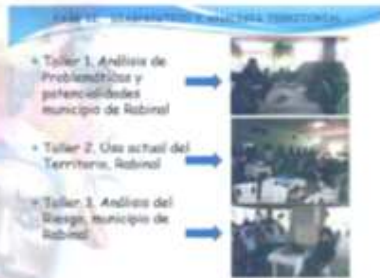 Taller 1. Análisis de
Problemáticas y
potencialidades
municipio de Rabinal
Taller 2. Uso actual del
Territorio, Rabinal
Taller 3. Análisis del
Riesgo, municipio de
Rabinal